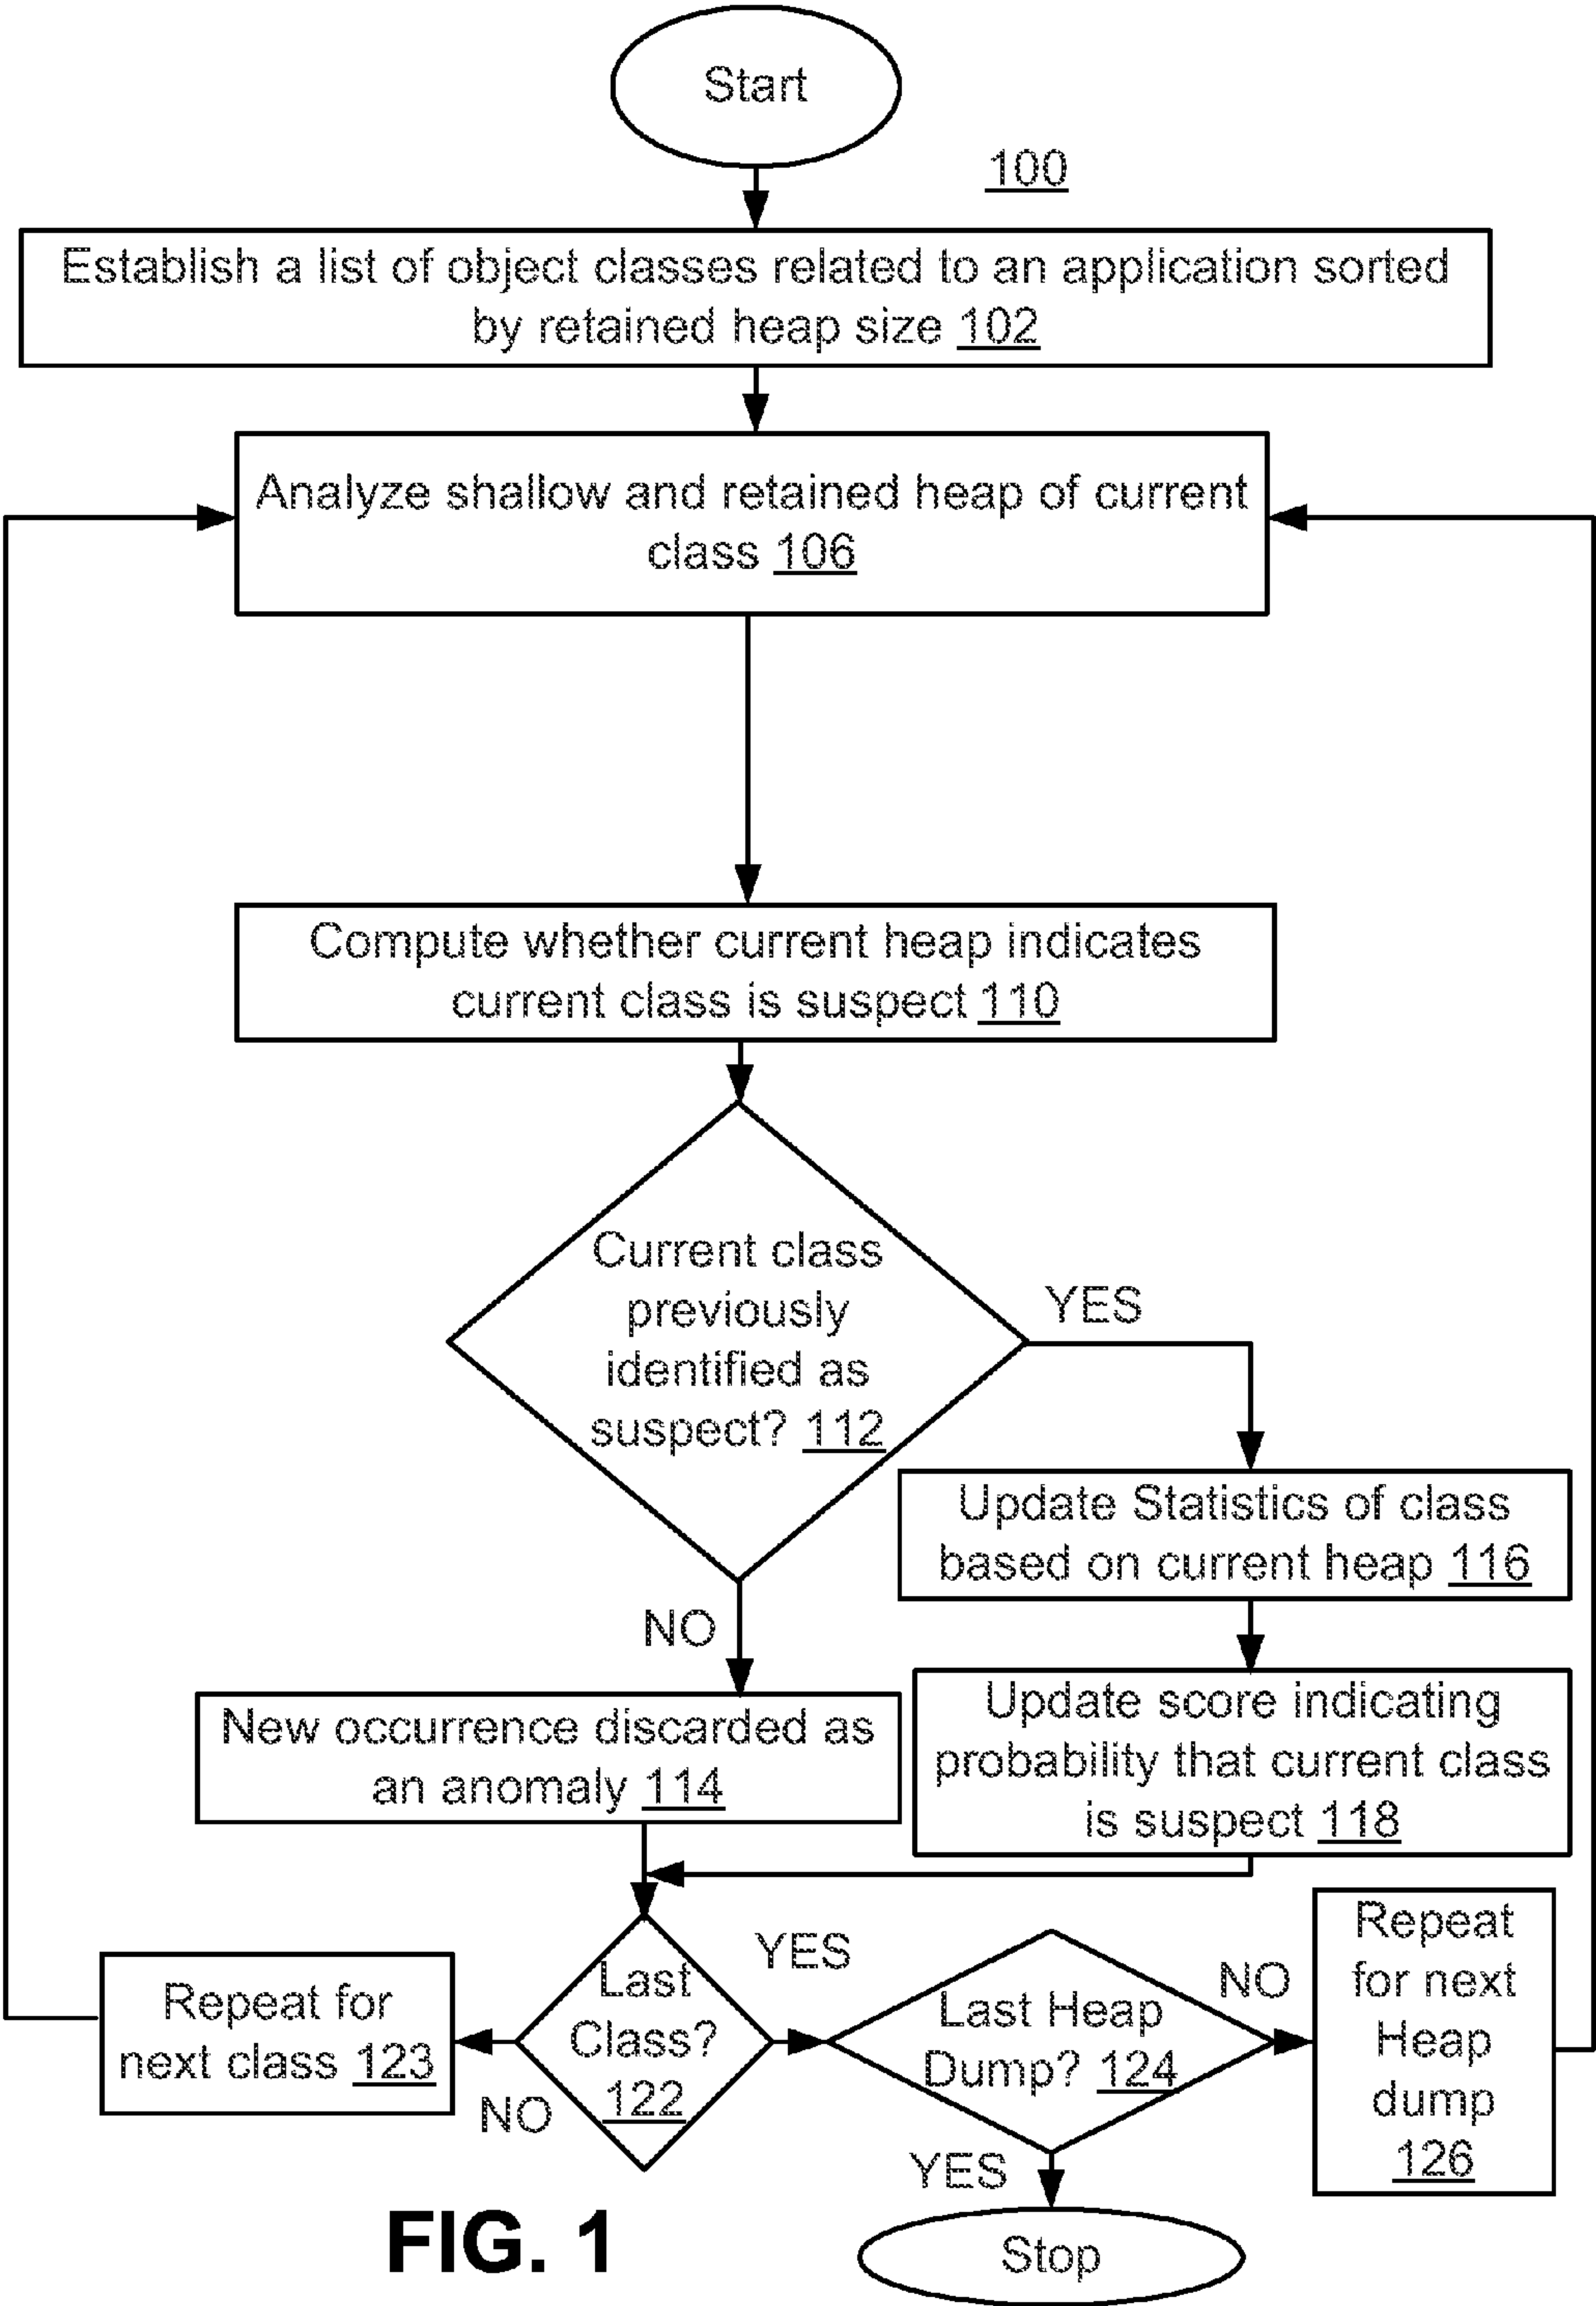 Start
100
Establish a list of object classes related to an application sorted
by retained heap size 102
Analyze shallow and retained heap of current
class 106
Compute whether current heap indicates
current class is suspect 110
Current class
previously
identified as
suspect? 112
YES
Update Statistics of class
based on current heap 116
NO
New occurrence discarded as
an anomaly 114
Update score indicating
probability that current class
is suspect 118
Repeat for
next class 123
NO
Last
Class?
122
YES
Last Heap
Dump? 124
NO
Repeat
for next
Heap
dump
126
YES
Stop
FIG. 1